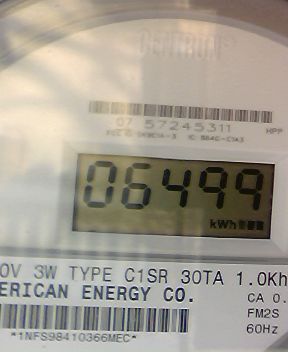 CENTRON
07 57245311
HPP
06499
kWh
0V 3W TYPE C1SR 30TA 1.0Kh
ERICAN ENERGY CO.
CA 0.
FM2S
60Hz
*1NFS98410366MEC*